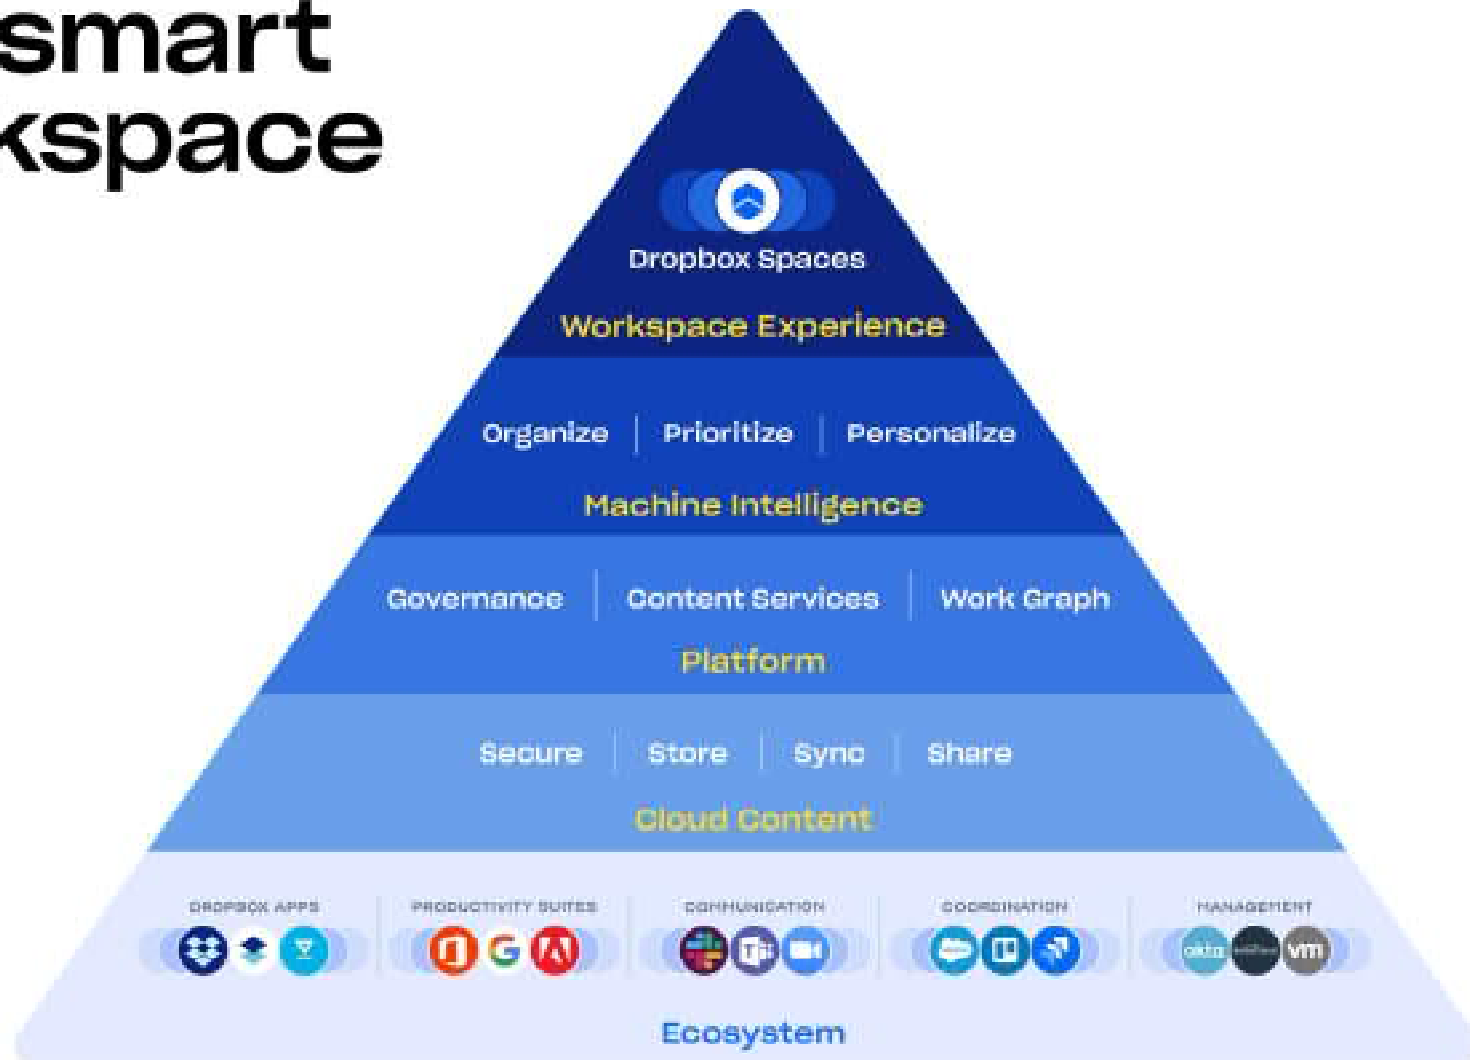 smart
kspace
Dropbox Spaces
Workspace Experience
Organize | Prioritize | Personalize
Machine Intelligence
Governance | Content Services | Work Graph
Platform
Secure | Store | Sync | Share
Cloud Content
DROPBOX APPS PRODUCTIVITY SUITES COMMUNICATION COORDINATION MANAGEMENT
okta vm
Ecosystem